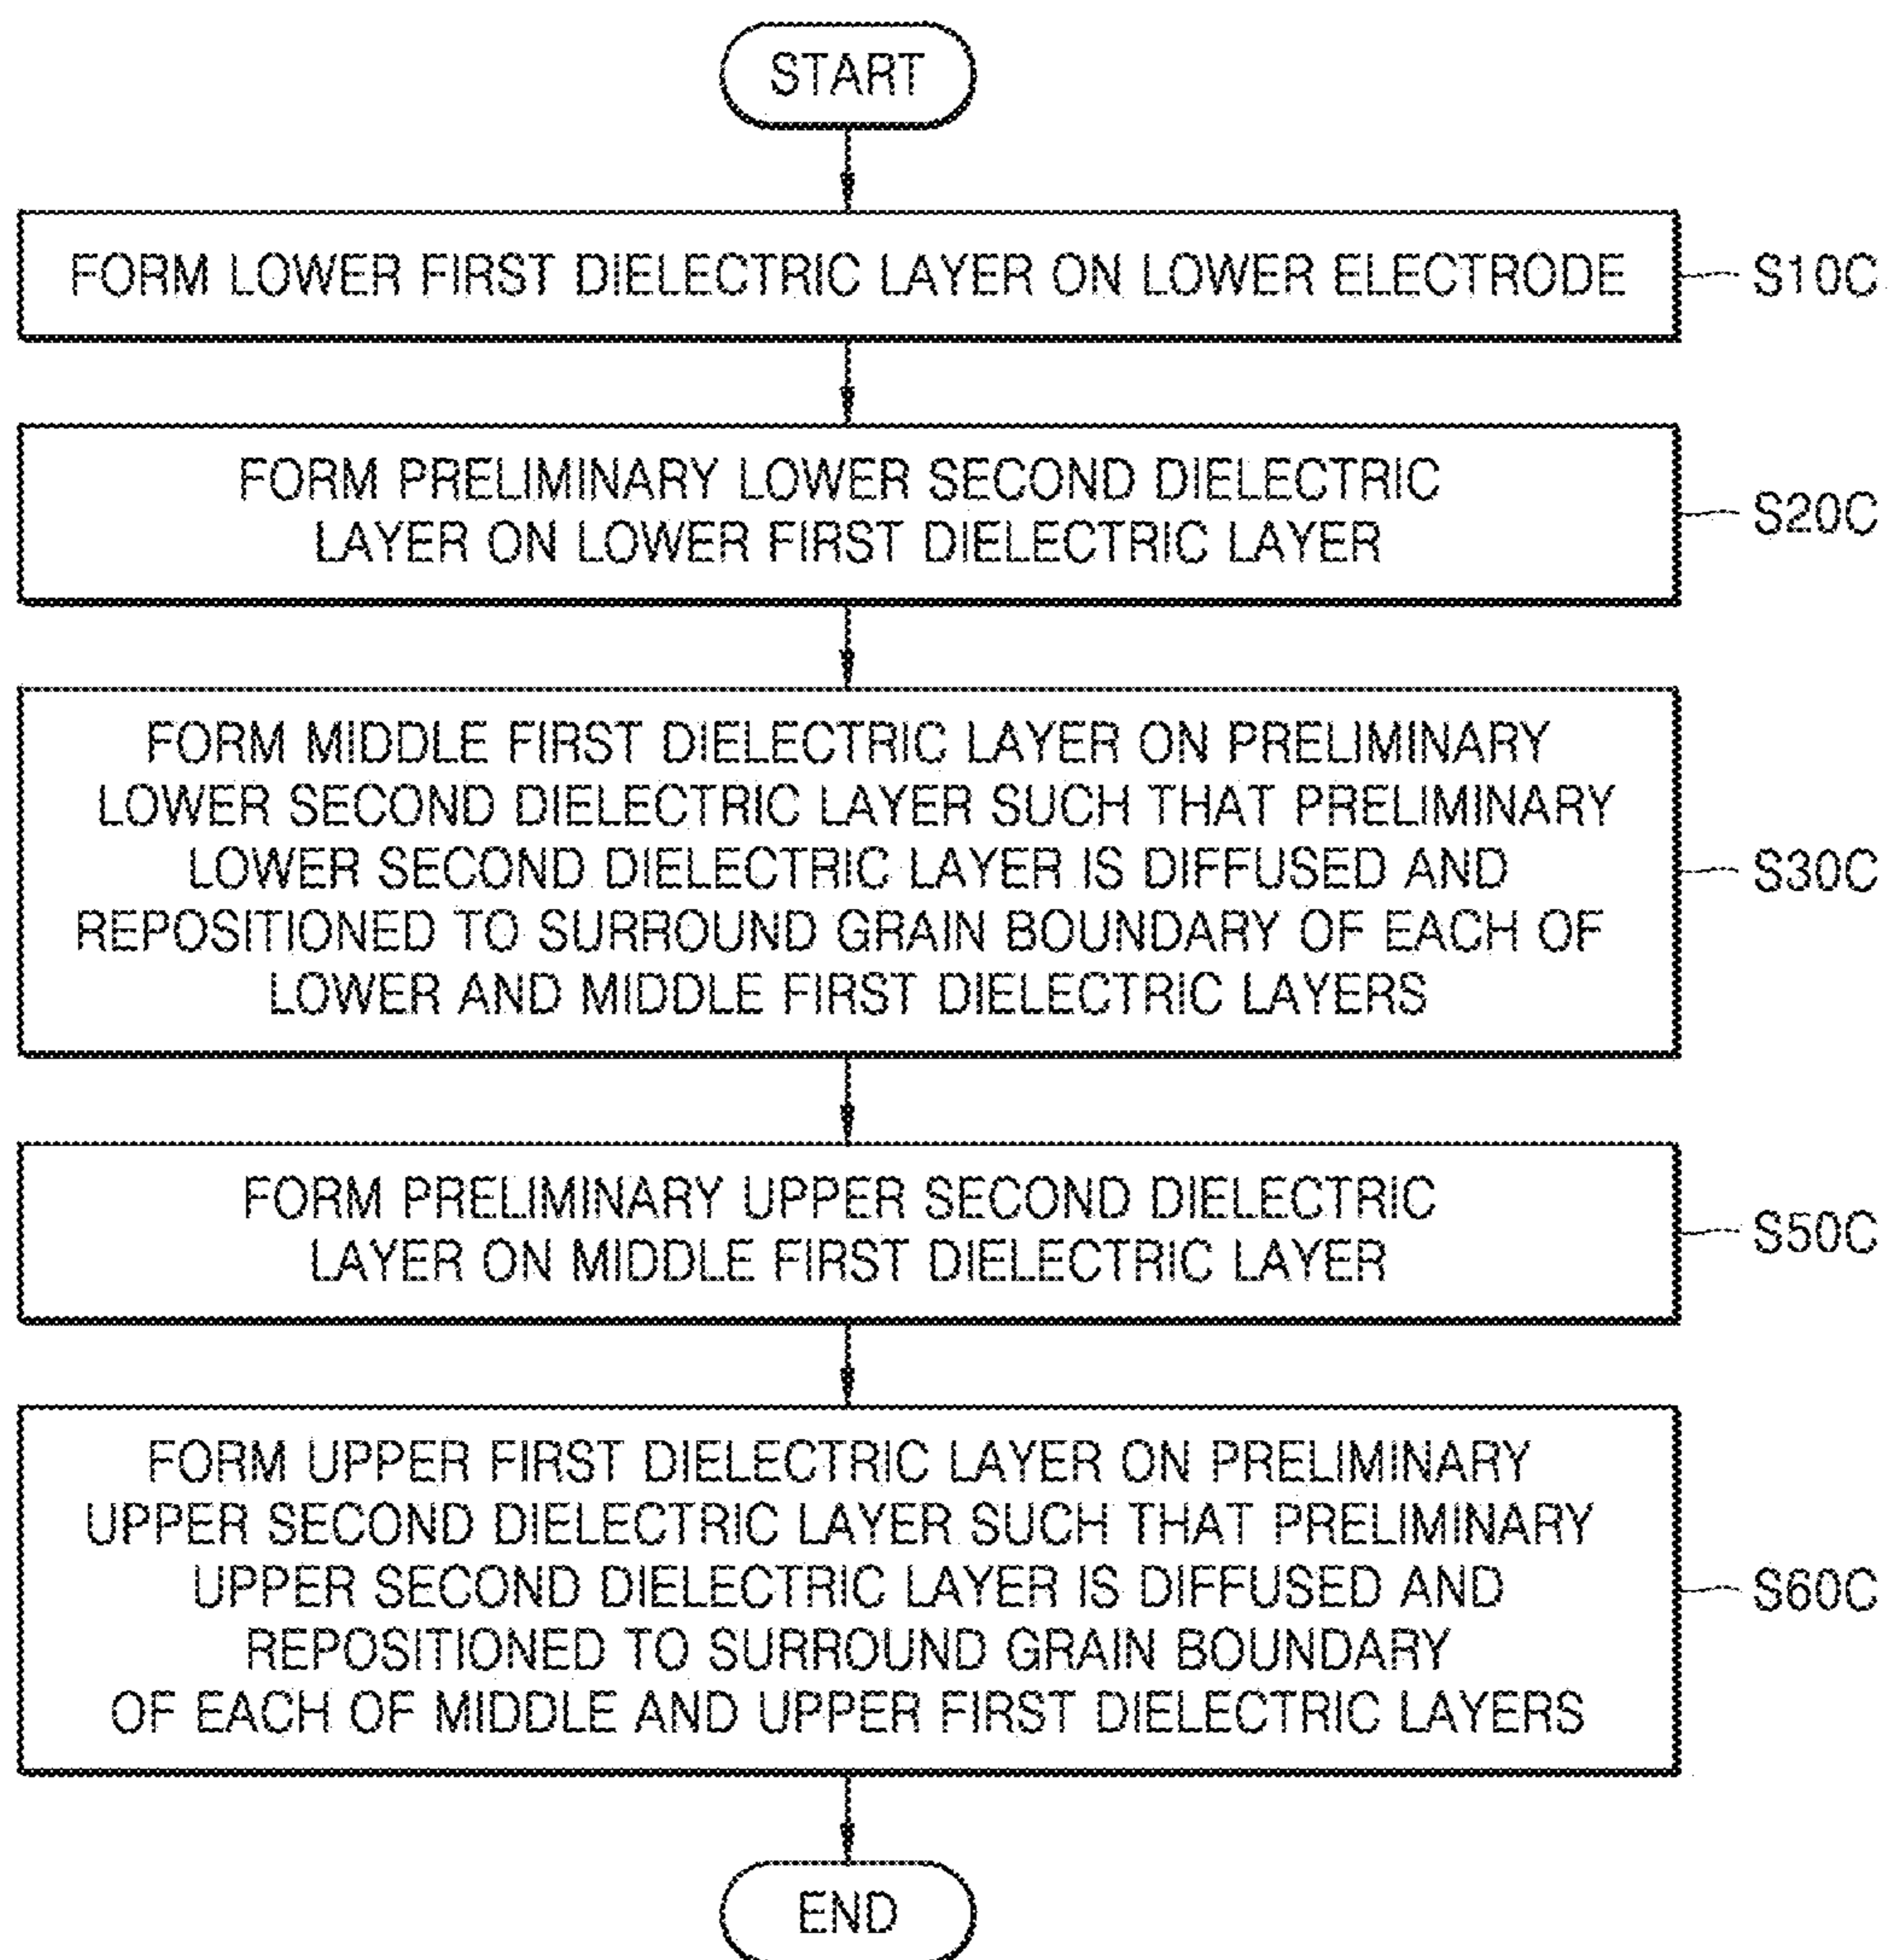 START
FORM LOWER FIRST DIELECTRIC LAYER ON LOWER ELECTRODE
S10C
FORM PRELIMINARY LOWER SECOND DIELECTRIC
LAYER ON LOWER FIRST DIELECTRIC LAYER
S20C
FORM MIDDLE FIRST DIELECTRIC LAYER ON PRELIMINARY
LOWER SECOND DIELECTRIC LAYER SUCH THAT PRELIMINARY
LOWER SECOND DIELECTRIC LAYER IS DIFFUSED AND
REPOSITIONED TO SURROUND GRAIN BOUNDARY OF EACH OF
LOWER AND MIDDLE FIRST DIELECTRIC LAYERS
S30C
FORM PRELIMINARY UPPER SECOND DIELECTRIC
LAYER ON MIDDLE FIRST DIELECTRIC LAYER
S50C
FORM UPPER FIRST DIELECTRIC LAYER ON PRELIMINARY
UPPER SECOND DIELECTRIC LAYER SUCH THAT PRELIMINARY
UPPER SECOND DIELECTRIC LAYER IS DIFFUSED AND
REPOSITIONED TO SURROUND GRAIN BOUNDARY
OF EACH OF MIDDLE AND UPPER FIRST DIELECTRIC LAYERS
S60C
END